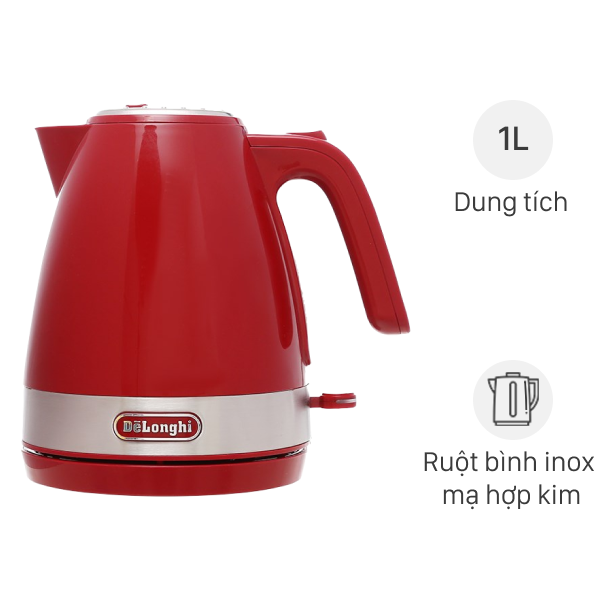 1L
Dung tích
DeLonghi
Ruột bình inox
mạ hợp kim